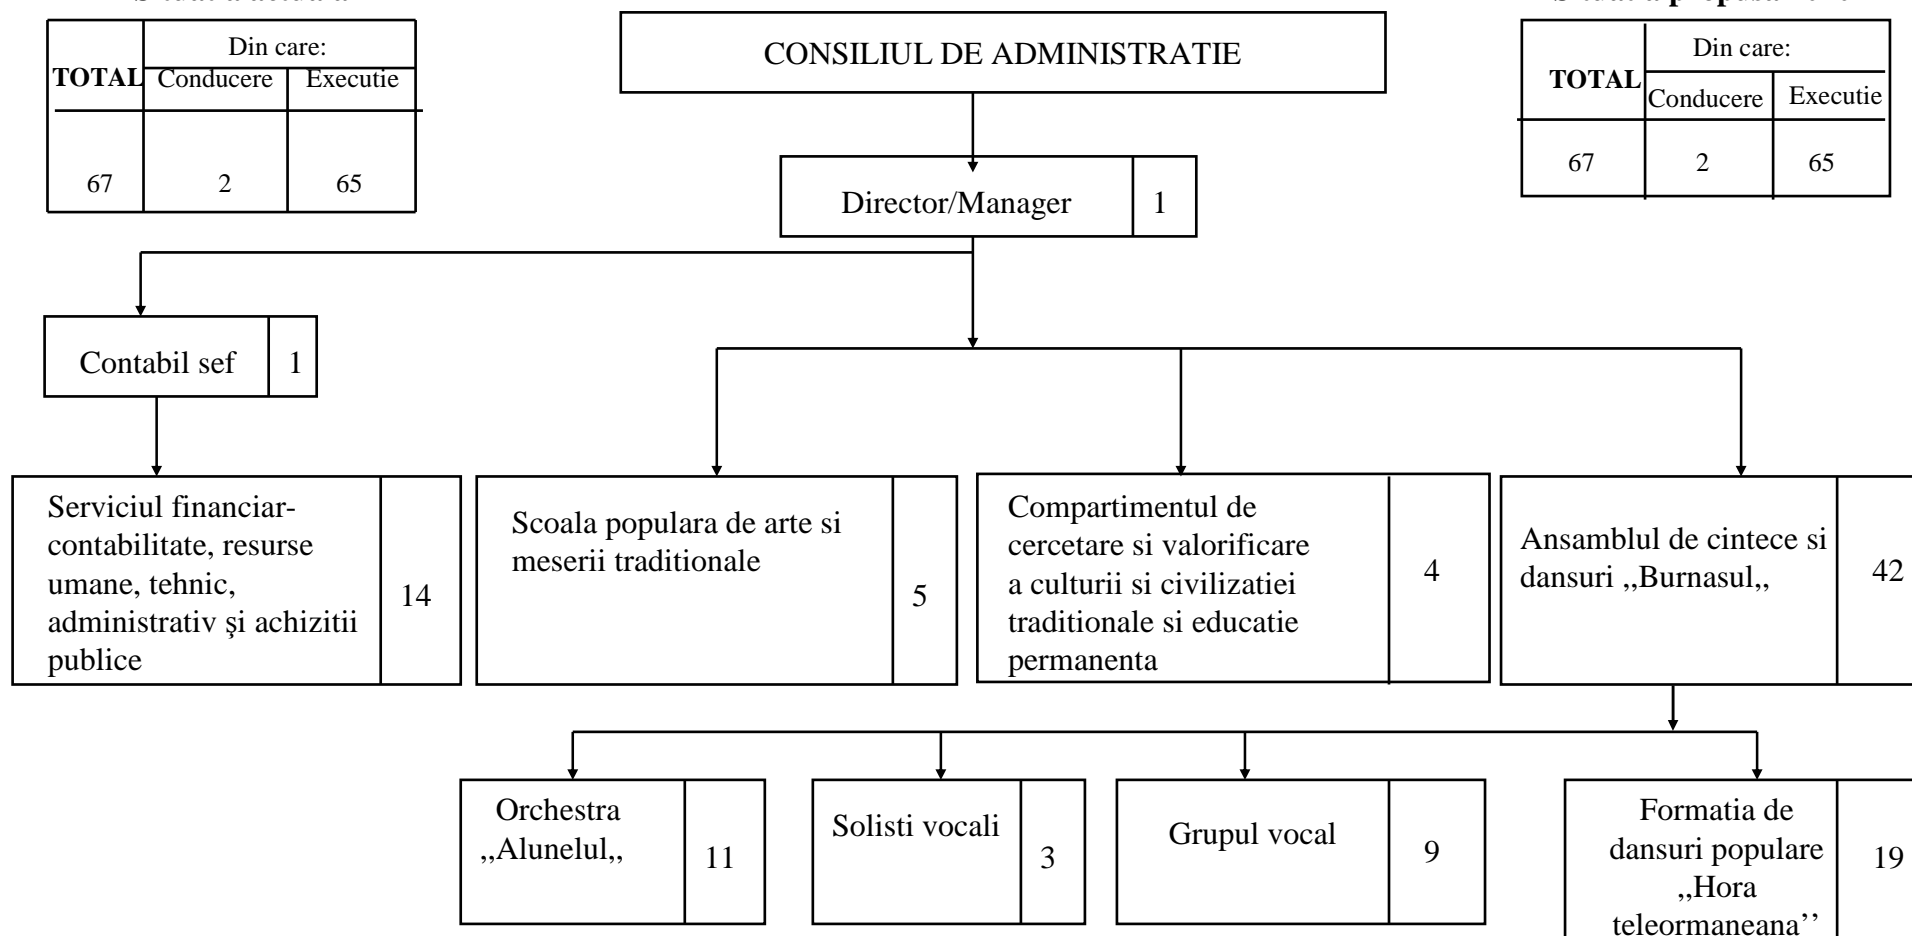 Din care:
TOTAL
Conducere
Executie
67
2
65
CONSILIUL DE ADMINISTRATIE
Din care:
TOTAL
Conducere
Executie
67
2
65
Director/Manager
1
Contabil sef
1
Serviciul financiar-
contabilitate, resurse
umane, tehnic,
administrativ şi achizitii
publice
14
Scoala populara de arte si
meserii traditionale
5
Compartimentul de
cercetare si valorificare
a culturii si civilizatiei
traditionale si educatie
permanenta
4
Ansamblul de cintece si
dansuri ,,Burnasul,,
42
Orchestra
,,Alunelul,,
11
Solisti vocali
3
Grupul vocal
9
Formatia de
dansuri populare
,,Hora
teleormaneana’’
19